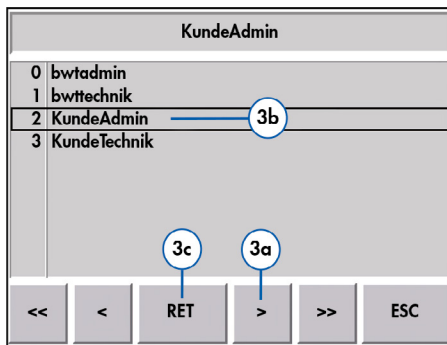 KundeAdmin
0 bwtadmin
1 bwttechnik
2 KundeAdmin 3b
3 KundeTechnik
3c 3a
<< < RET > >> ESC